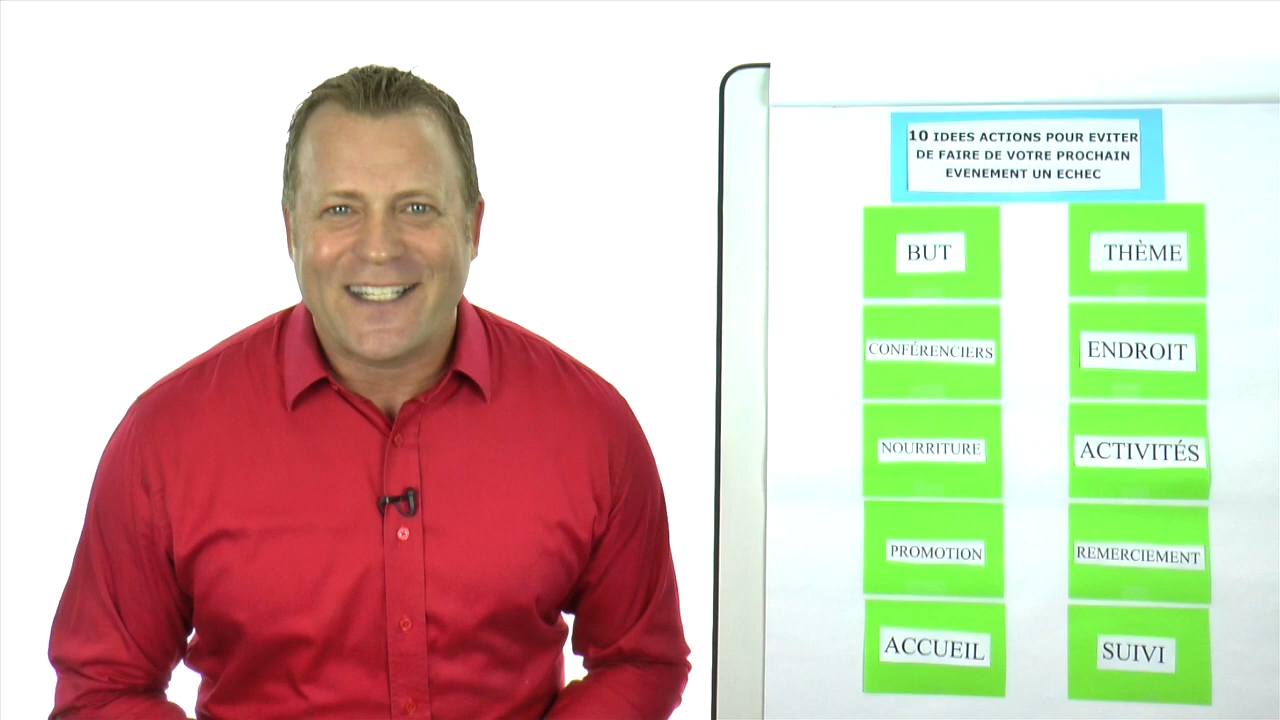 10 IDEES ACTIONS POUR EVITER
DE FAIRE DE VOTRE PROCHAIN
EVENEMENT UN ECHEC
BUT
THÈME
CONFÉRENCIERS
ENDROIT
NOURRITURE
ACTIVITÉS
PROMOTION
REMERCIEMENT
ACCUEIL
SUIVI